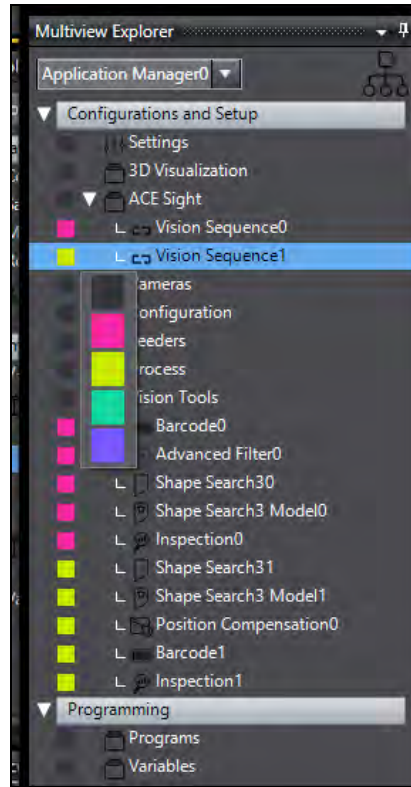 Multiview Explorer
Application Manager0
Configurations and Setup
Settings
3D Visualization
ACE Sight
Vision Sequence0
Vision Sequence1
ameras
onfiguration
eeders
rocess
ision Tools
Barcode0
Advanced Filter0
Shape Search30
Shape Search3 Model0
Inspection0
Shape Search31
Shape Search3 Model1
Position Compensation0
Barcode1
Inspection1
Programming
Programs
Variables